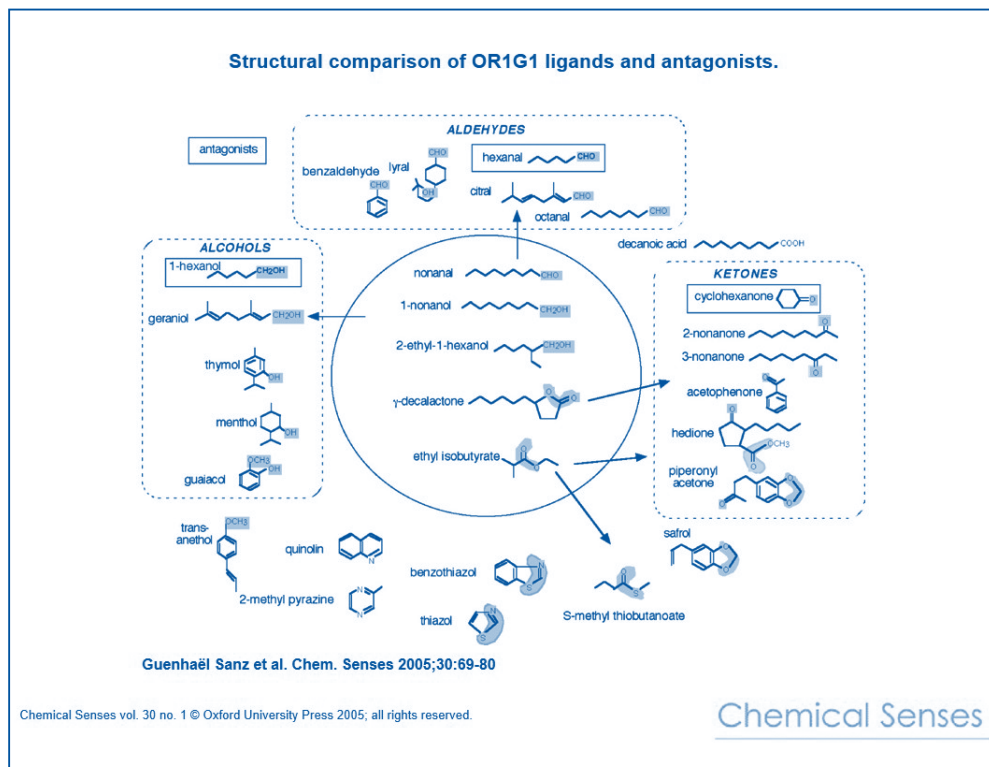 Structural comparison of OR1G1 ligands and antagonists.
antagonists
ALDEHYDES
benzaldehyde
CHO
lyral
CHO
OH
hexanal
CHO
citral
CHO
octanal
CHO
decanoic acid
COOH
ALCOHOLS
1-hexanol
CH2OH
geraniol
CH2OH
thymol
OH
menthol
OH
guaiacol
OCH3
OH
nonanal
CHO
1-nonanol
CH2OH
2-ethyl-1-hexanol
CH2OH
γ-decalactone
O
O
ethyl isobutyrate
O
O
KETONES
cyclohexanone
O
2-nonanone
O
3-nonanone
O
acetophenone
O
hedione
O
OCH3
O
piperonyl
acetone
O
O
O
trans-
anethol
OCH3
quinolin
N
2-methyl pyrazine
N
N
benzothiazol
N
S
thiazol
N
S
S-methyl thiobutanoate
O
S
safrol
O
O
Guenhaël Sanz et al. Chem. Senses 2005;30:69-80
Chemical Senses vol. 30 no. 1 © Oxford University Press 2005; all rights reserved.
Chemical Senses